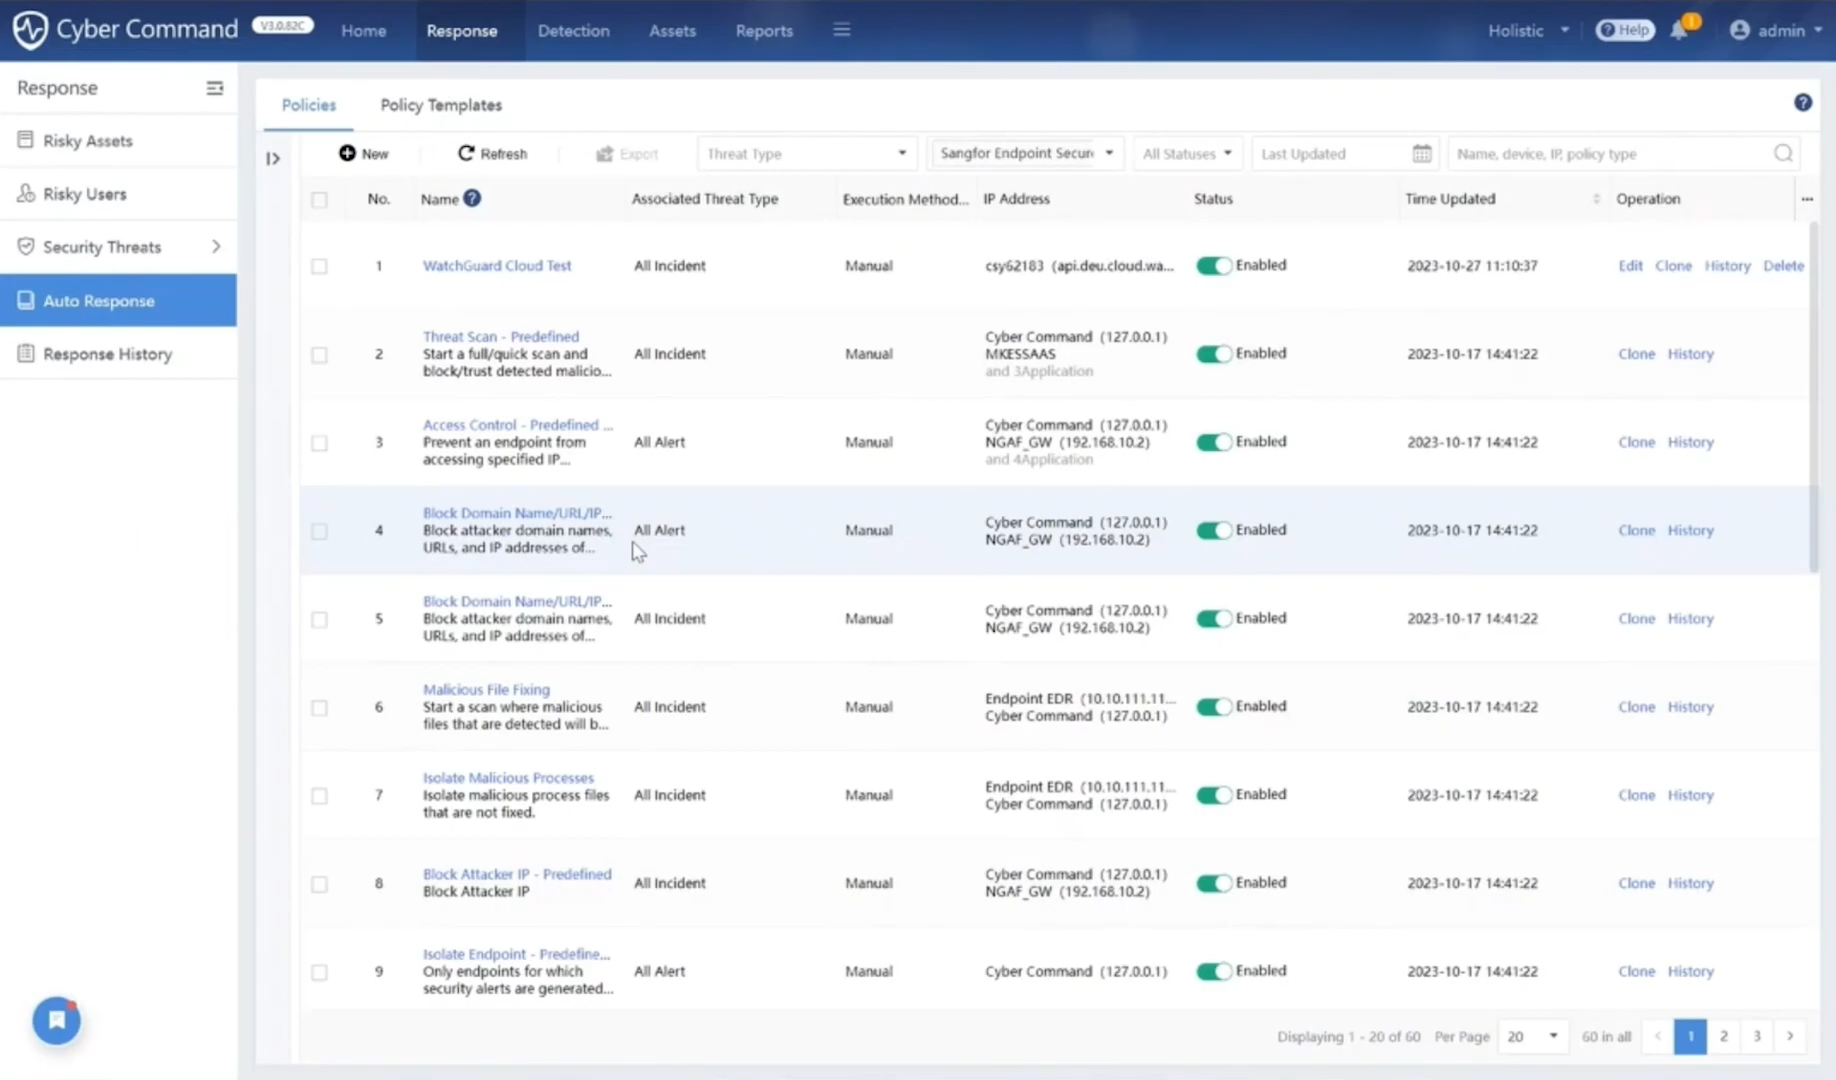 Cyber Command V3.0.82C Home Response Detection Assets Reports Holistic Help 1 admin
Response
Risky Assets
Risky Users
Security Threats
Auto Response
Response History
Policies Policy Templates
New Refresh Export Threat Type Sangfor Endpoint Secur All Statuses Last Updated Name, device, IP, policy type
No. Name Associated Threat Type Execution Method... IP Address Status Time Updated Operation ...
1 WatchGuard Cloud Test All Incident Manual csy62183 (api.deu.cloud.wa... Enabled 2023-10-27 11:10:37 Edit Clone History Delete
Threat Scan - Predefined Cyber Command (127.0.0.1)
2 Start a full/quick scan and All Incident Manual MKESSAAS Enabled 2023-10-17 14:41:22 Clone History
block/trust detected malicio... and 3Application
Access Control - Predefined ... Cyber Command (127.0.0.1)
3 Prevent an endpoint from All Alert Manual NGAF_GW (192.168.10.2) Enabled 2023-10-17 14:41:22 Clone History
accessing specified IP... and 4Application
Block Domain Name/URL/IP... Cyber Command (127.0.0.1)
4 Block attacker domain names, All Alert Manual NGAF_GW (192.168.10.2) Enabled 2023-10-17 14:41:22 Clone History
URLs, and IP addresses of...
Block Domain Name/URL/IP... Cyber Command (127.0.0.1)
5 Block attacker domain names, All Incident Manual NGAF_GW (192.168.10.2) Enabled 2023-10-17 14:41:22 Clone History
URLs, and IP addresses of...
Malicious File Fixing Endpoint EDR (10.10.111.11...
6 Start a scan where malicious All Incident Manual Cyber Command (127.0.0.1) Enabled 2023-10-17 14:41:22 Clone History
files that are detected will b...
Isolate Malicious Processes Endpoint EDR (10.10.111.11...
7 Isolate malicious process files All Incident Manual Cyber Command (127.0.0.1) Enabled 2023-10-17 14:41:22 Clone History
that are not fixed.
Block Attacker IP - Predefined Cyber Command (127.0.0.1)
8 Block Attacker IP All Incident Manual NGAF_GW (192.168.10.2) Enabled 2023-10-17 14:41:22 Clone History
Isolate Endpoint - Predefine...
9 Only endpoints for which All Alert Manual Cyber Command (127.0.0.1) Enabled 2023-10-17 14:41:22 Clone History
security alerts are generated...
Displaying 1 - 20 of 60 Per Page 20 60 in all < 1 2 3 >